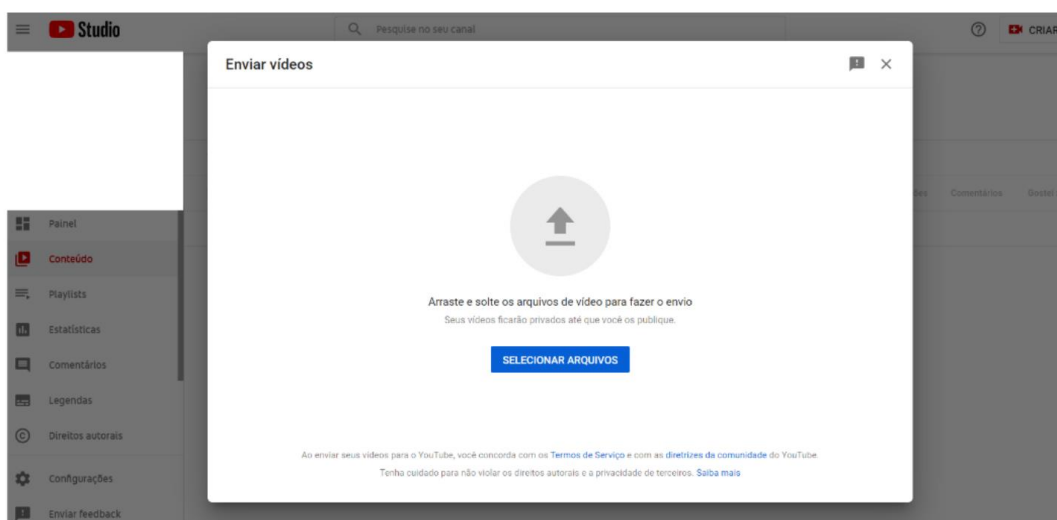 Studio
Pesquise no seu canal
CRIAR
Enviar vídeos
Comentários
Painel
Conteúdo
Playlists
Estatísticas
Comentários
Legendas
Direitos autorais
Configurações
Enviar feedback
Arraste e solte os arquivos de vídeo para fazer o envio
Seus vídeos ficarão privados até que você os publique.
SELECIONAR ARQUIVOS
Ao enviar seus vídeos para o YouTube, você concorda com os Termos de Serviço e com as diretrizes da comunidade do YouTube.
Tenha cuidado para não violar os direitos autorais e a privacidade de terceiros. Saiba mais